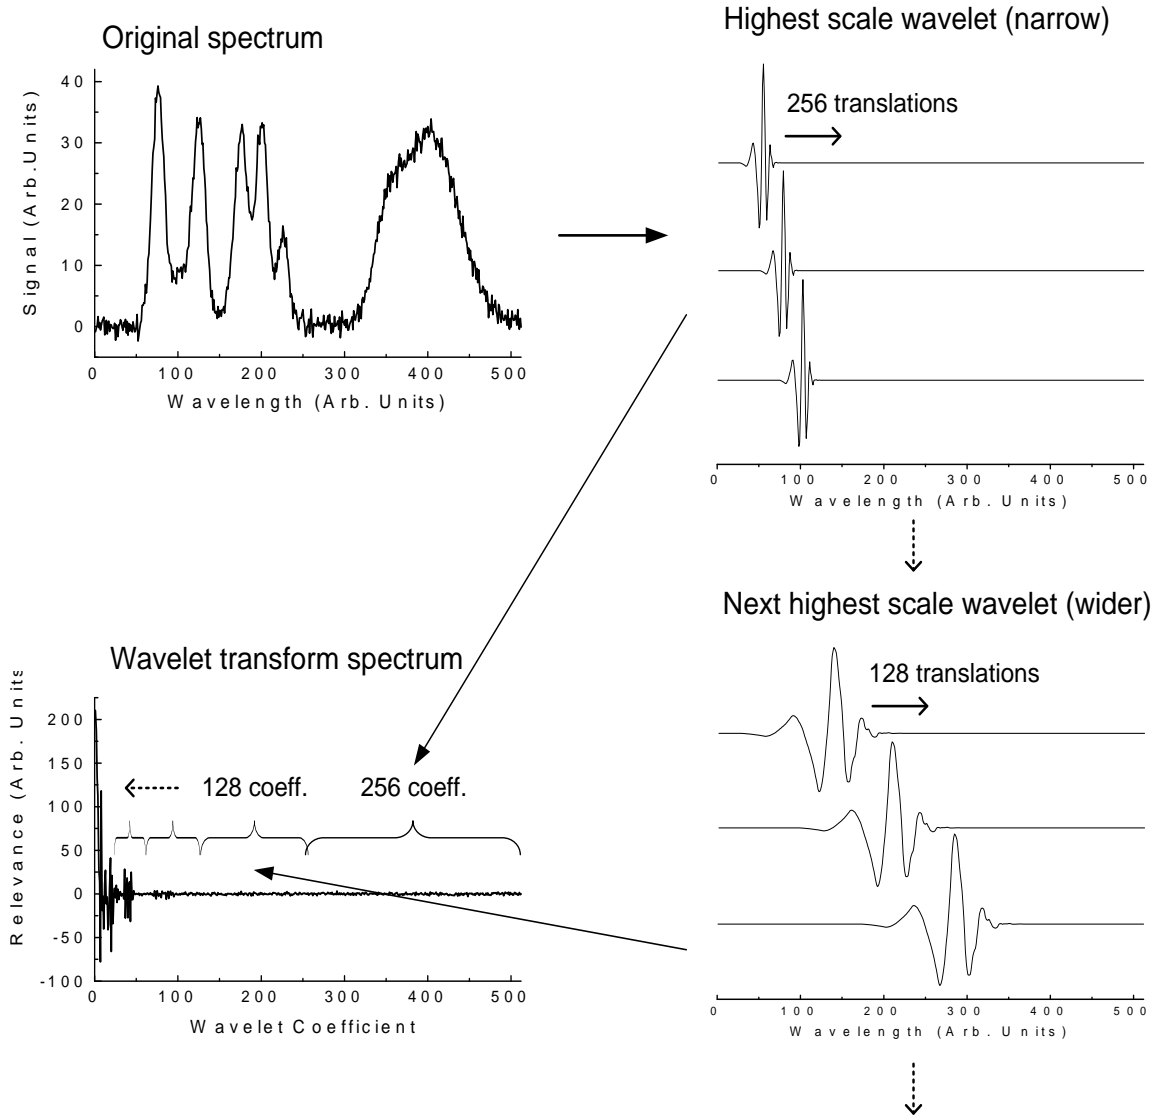 Original spectrum
Signal (Arb.Units)
40
30
20
10
0
0 100 200 300 400 500
Wavelength (Arb. Units)
Highest scale wavelet (narrow)
256 translations
0 100 200 300 400 500
Wavelength (Arb. Units)
Next highest scale wavelet (wider)
128 translations
0 100 200 300 400 500
Wavelength (Arb. Units)
Wavelet transform spectrum
Relevance (Arb. Units
200
150
100
50
0
-50
-100
128 coeff. 256 coeff.
0 100 200 300 400 500
Wavelet Coefficient